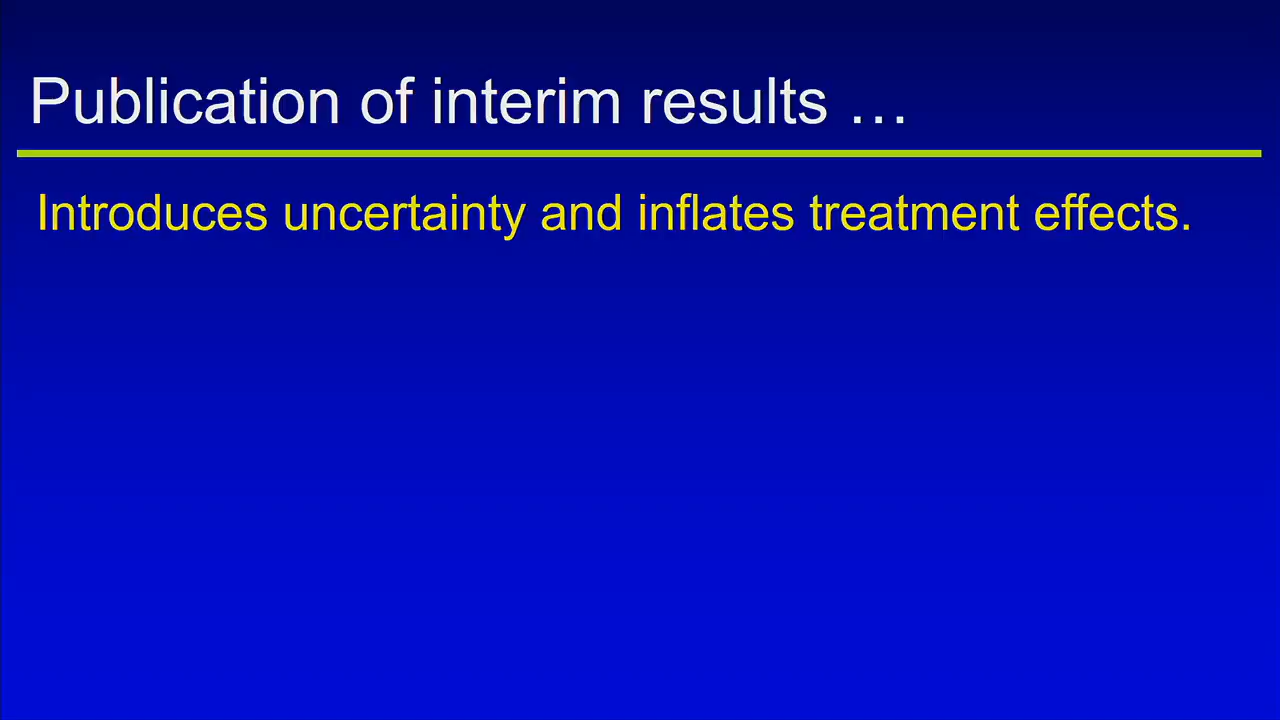 Publication of interim results …
Introduces uncertainty and inflates treatment effects.